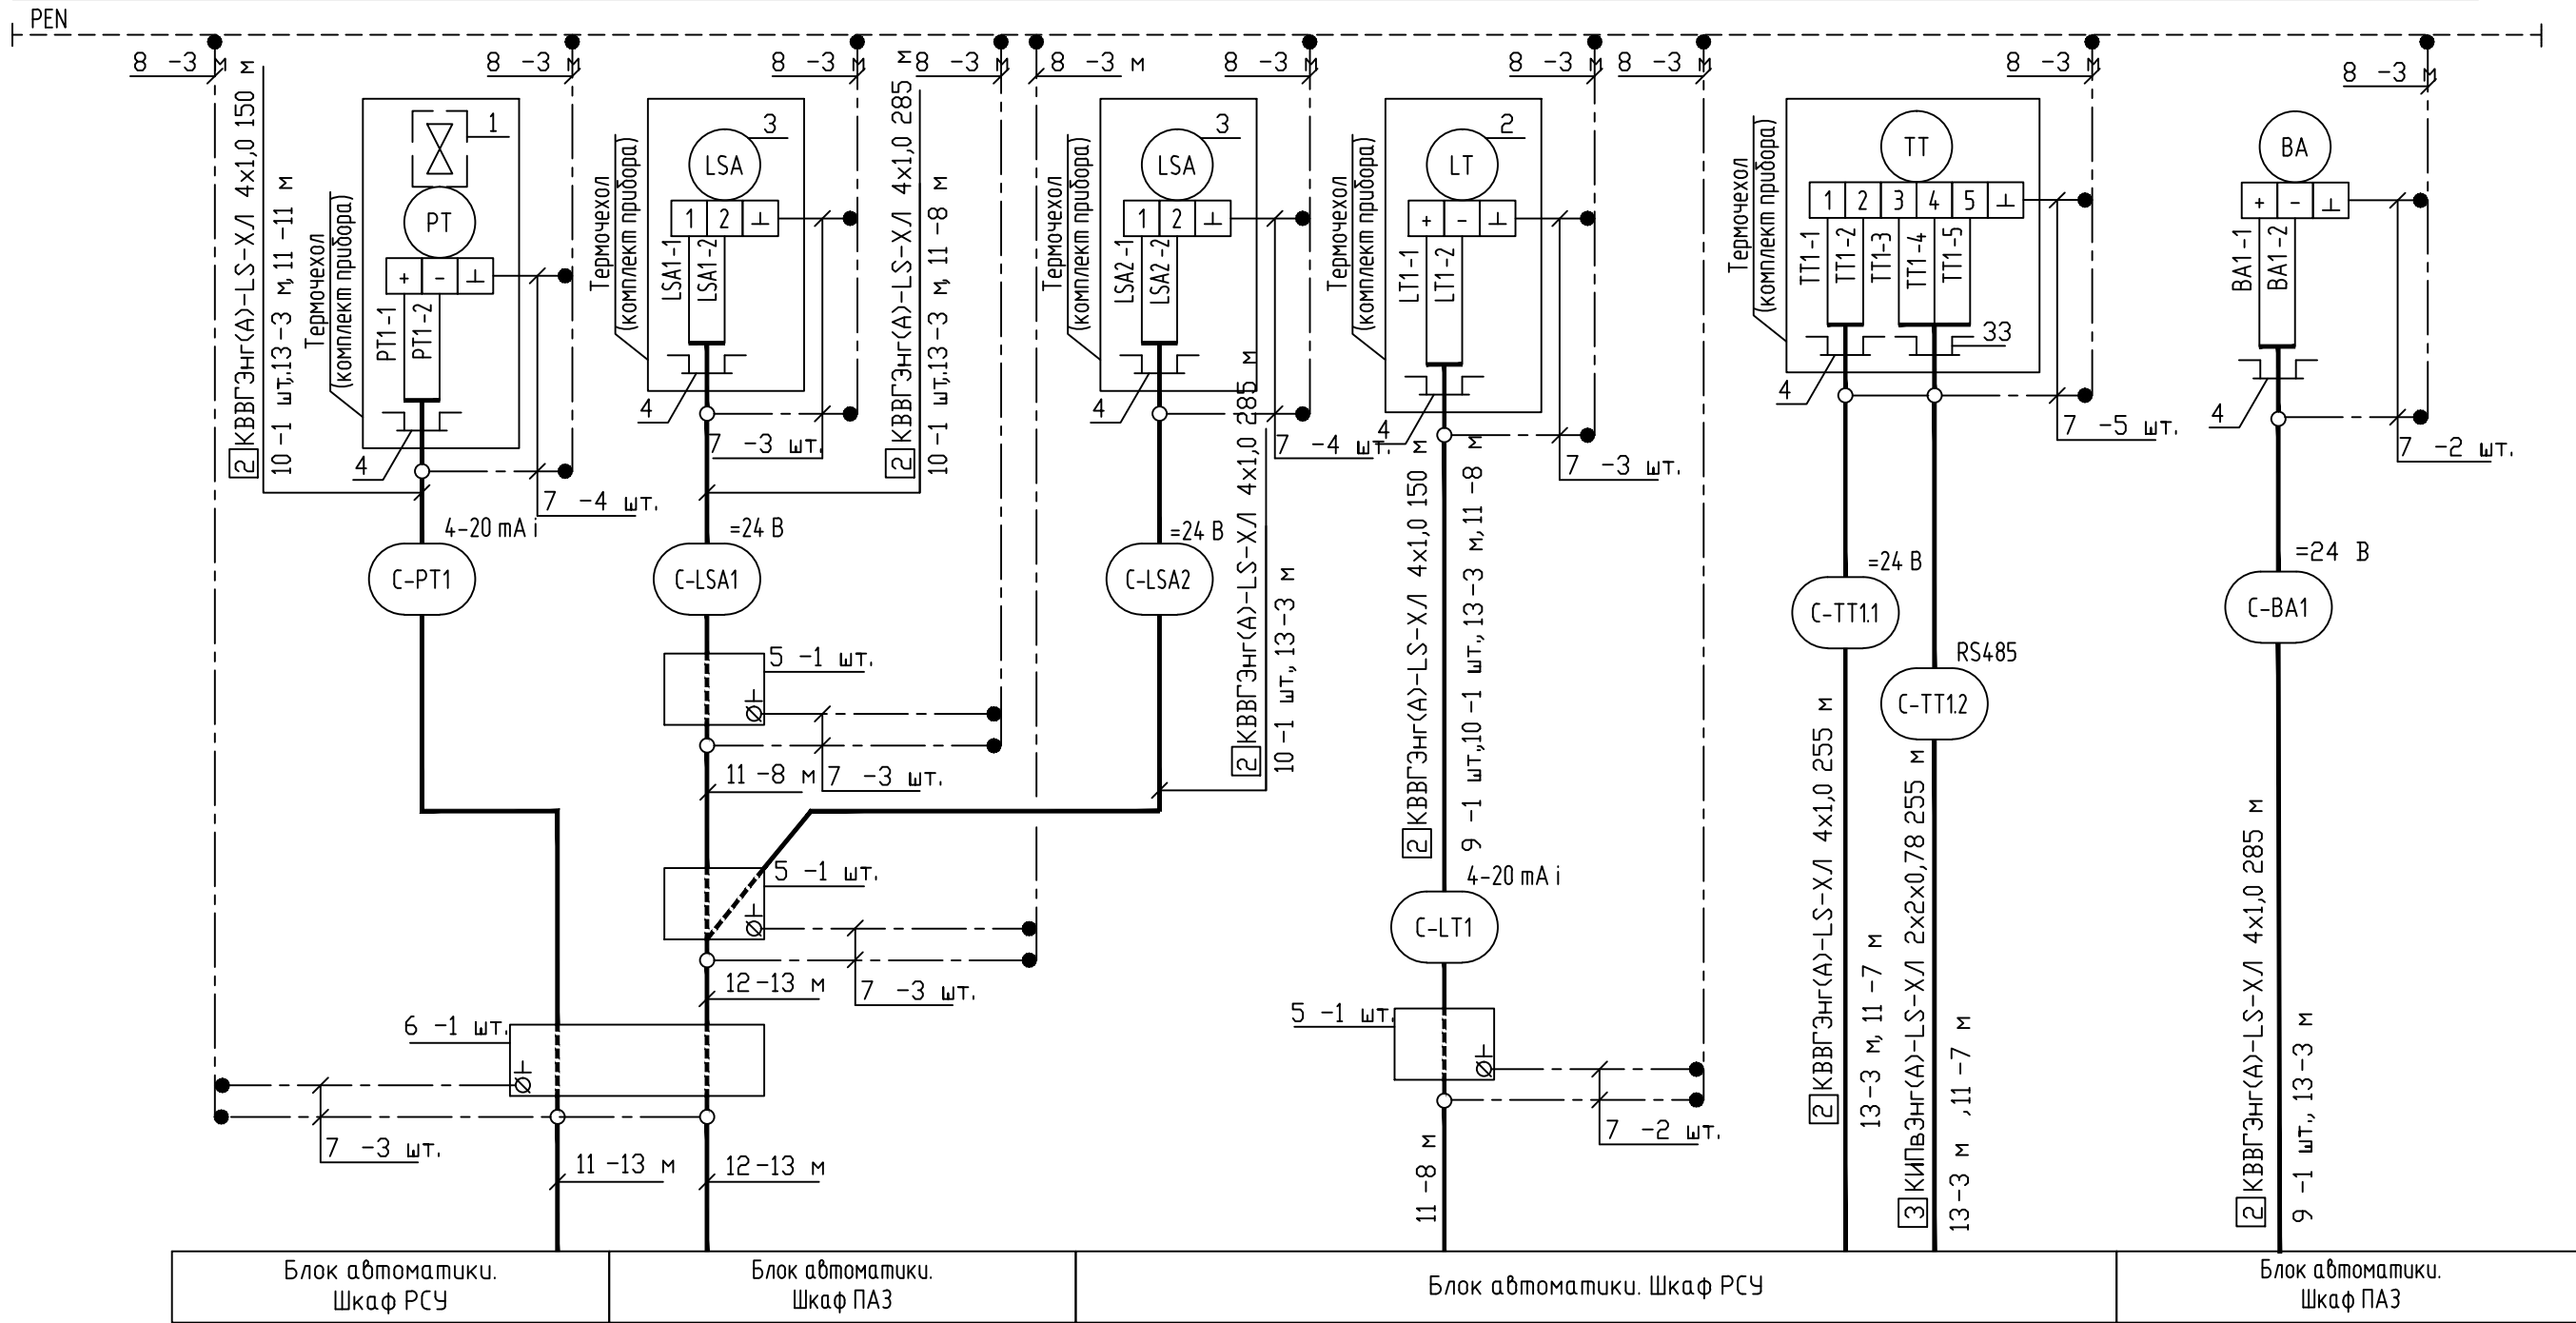 PEN
8 -3 м
8 -3 м
8 -3 м
8 -3 м
8 -3 м
8 -3 м
8 -3 м
8 -3 м
8 -3 м
8 -3 м
2 КВВГЭнг(А)-LS-ХЛ 4х1,0 150 м
10 -1 шт.,13-3 м, 11 -11 м
Термочехол
(комплект прибора)
1
PT
+ - ⊥
PT1-1
PT1-2
4
7 -4 шт.
4-20 mA i
C-PT1
Термочехол
(комплект прибора)
3
LSA
1 2 ⊥
LSA1-1
LSA1-2
4
7 -3 шт.
2 КВВГЭнг(А)-LS-ХЛ 4х1,0 285 м
10 -1 шт.,13-3 м, 11 -8 м
=24 В
C-LSA1
5 -1 шт.
11 -8 м
7 -3 шт.
5 -1 шт.
12-13 м
7 -3 шт.
6 -1 шт.
7 -3 шт.
11 -13 м
12-13 м
Термочехол
(комплект прибора)
3
LSA
1 2 ⊥
LSA2-1
LSA2-2
4
7 -4 шт.
=24 В
C-LSA2
2 КВВГЭнг(А)-LS-ХЛ 4х1,0 285 м
10 -1 шт., 13-3 м
Термочехол
(комплект прибора)
2
LT
+ - ⊥
LT1-1
LT1-2
4
7 -3 шт.
2 КВВГЭнг(А)-LS-ХЛ 4х1,0 150 м
9 -1 шт.,10 -1 шт., 13-3 м, 11 -8 м
4-20 mA i
C-LT1
5 -1 шт.
7 -2 шт.
11 -8 м
Термочехол
(комплект прибора)
TT
1 2 3 4 5 ⊥
TT1-1
TT1-2
TT1-3
TT1-4
TT1-5
33
4
7 -5 шт.
=24 В
C-TT1.1
RS485
C-TT1.2
2 КВВГЭнг(А)-LS-ХЛ 4х1,0 255 м
13-3 м, 11 -7 м
3 КИПвЭнг(А)-LS-ХЛ 2х2х0,78 255 м
13-3 м ,11 -7 м
BA
+ - ⊥
BA1-1
BA1-2
4
7 -2 шт.
=24 В
C-BA1
2 КВВГЭнг(А)-LS-ХЛ 4х1,0 285 м
9 -1 шт., 13-3 м
Блок автоматики.
Шкаф РСУ
Блок автоматики.
Шкаф ПАЗ
Блок автоматики. Шкаф РСУ
Блок автоматики.
Шкаф ПАЗ